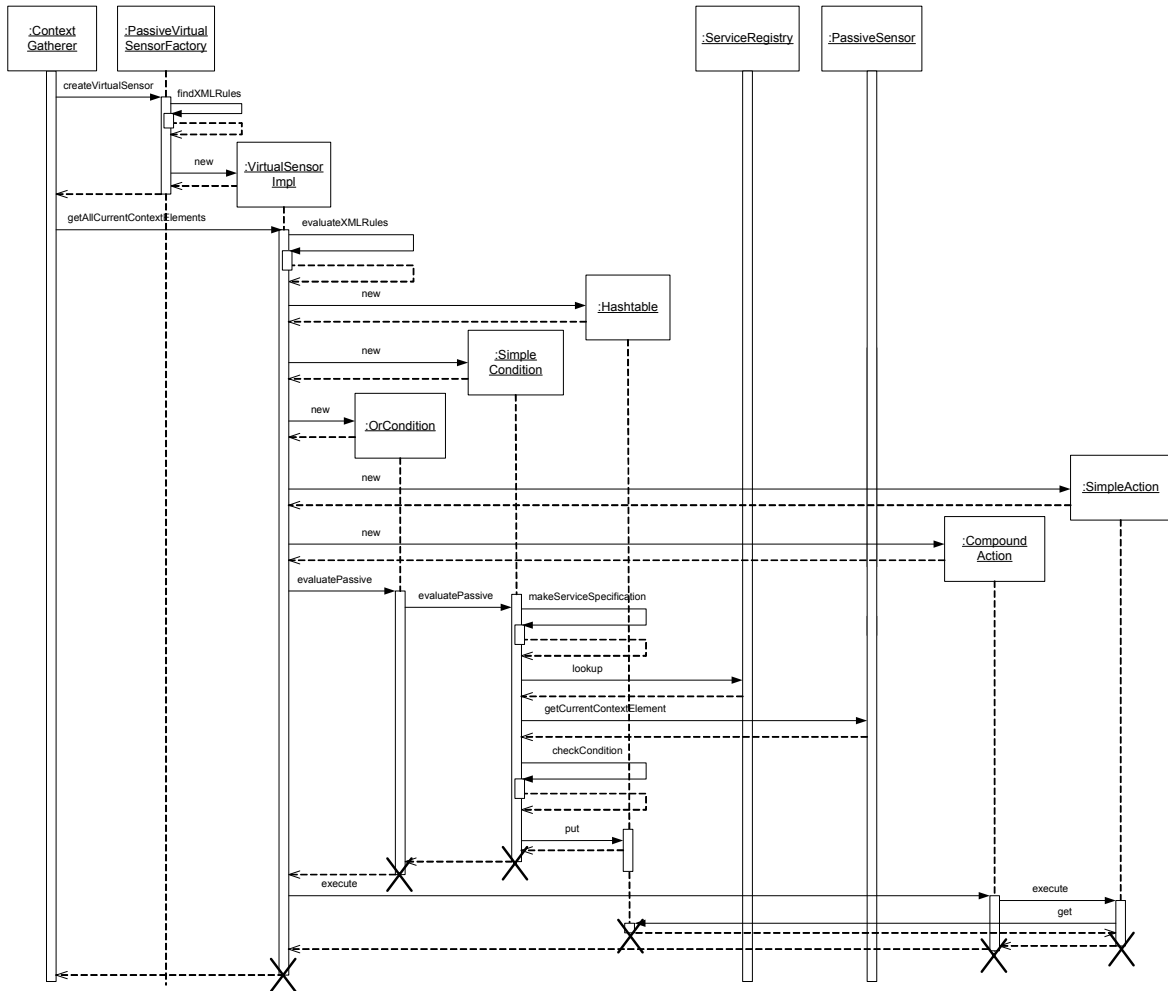 :Context
Gatherer
:PassiveVirtual
SensorFactory
:ServiceRegistry
:PassiveSensor
createVirtualSensor
findXMLRules
new
:VirtualSensor
Impl
getAllCurrentContextElements
evaluateXMLRules
new
:Hashtable
new
:Simple
Condition
new
:OrCondition
new
:SimpleAction
new
:Compound
Action
evaluatePassive
evaluatePassive
makeServiceSpecification
lookup
getCurrentContextElement
checkCondition
put
execute
execute
get